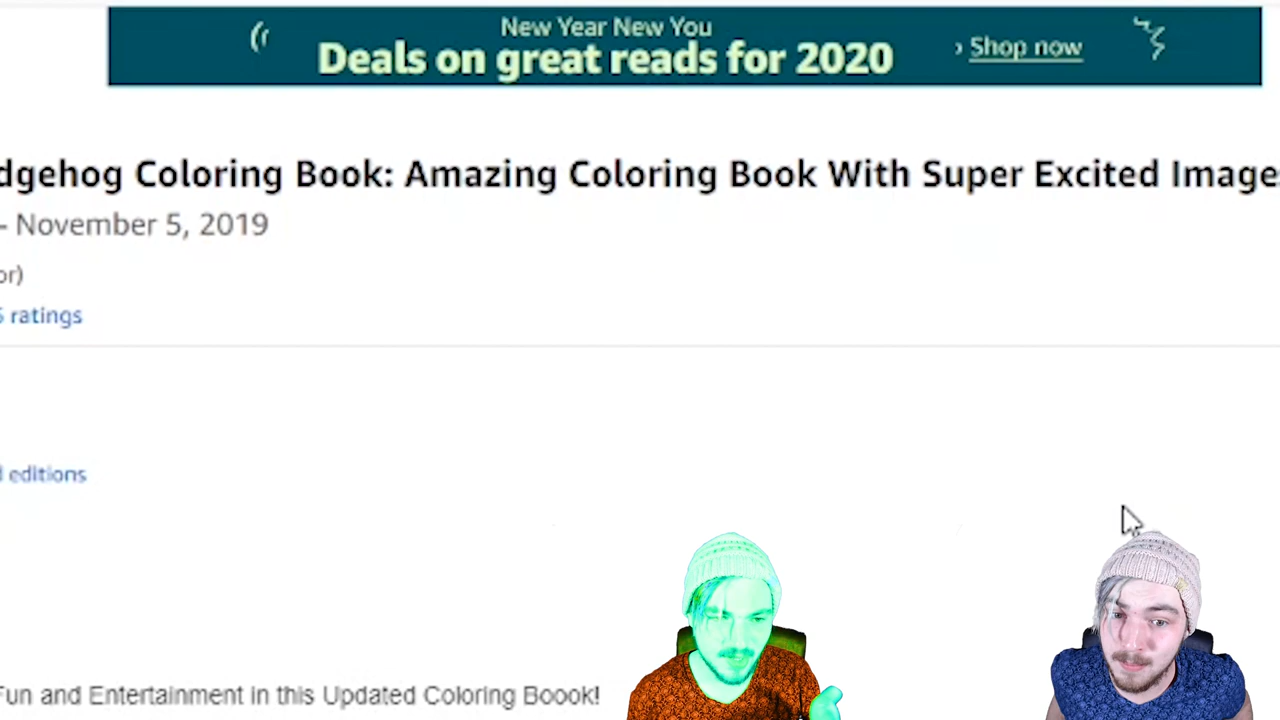 New Year New You
Deals on great reads for 2020
› Shop now
dgehog Coloring Book: Amazing Coloring Book With Super Excited Image
- November 5, 2019
or)
ratings
editions
Fun and Entertainment in this Updated Coloring Boook!